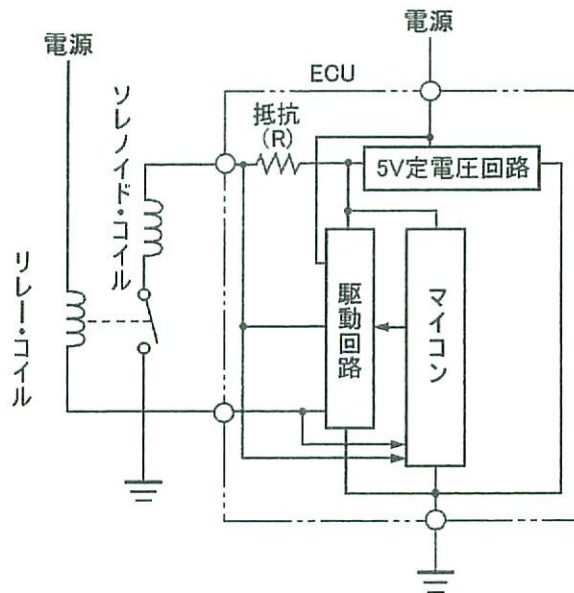 電源
電源
ECU
ソレノイド・コイル
抵抗
(R)
5V定電圧回路
リレー・コイル
駆動回路
マイコン